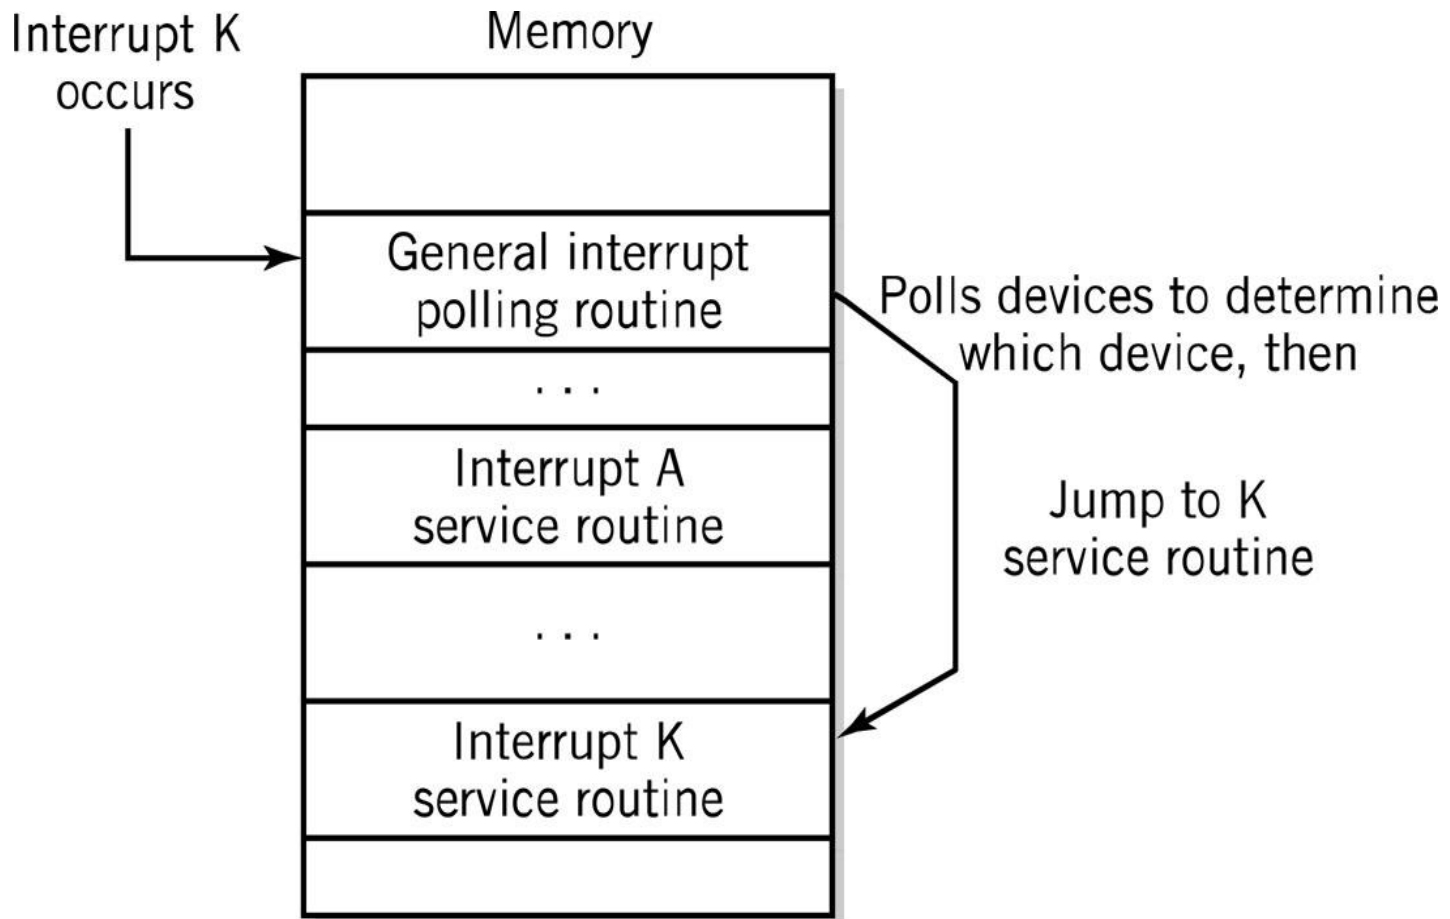 Interrupt K
occurs
Memory
General interrupt
polling routine
Polls devices to determine
which device, then
. . .
Interrupt A
service routine
Jump to K
service routine
. . .
Interrupt K
service routine